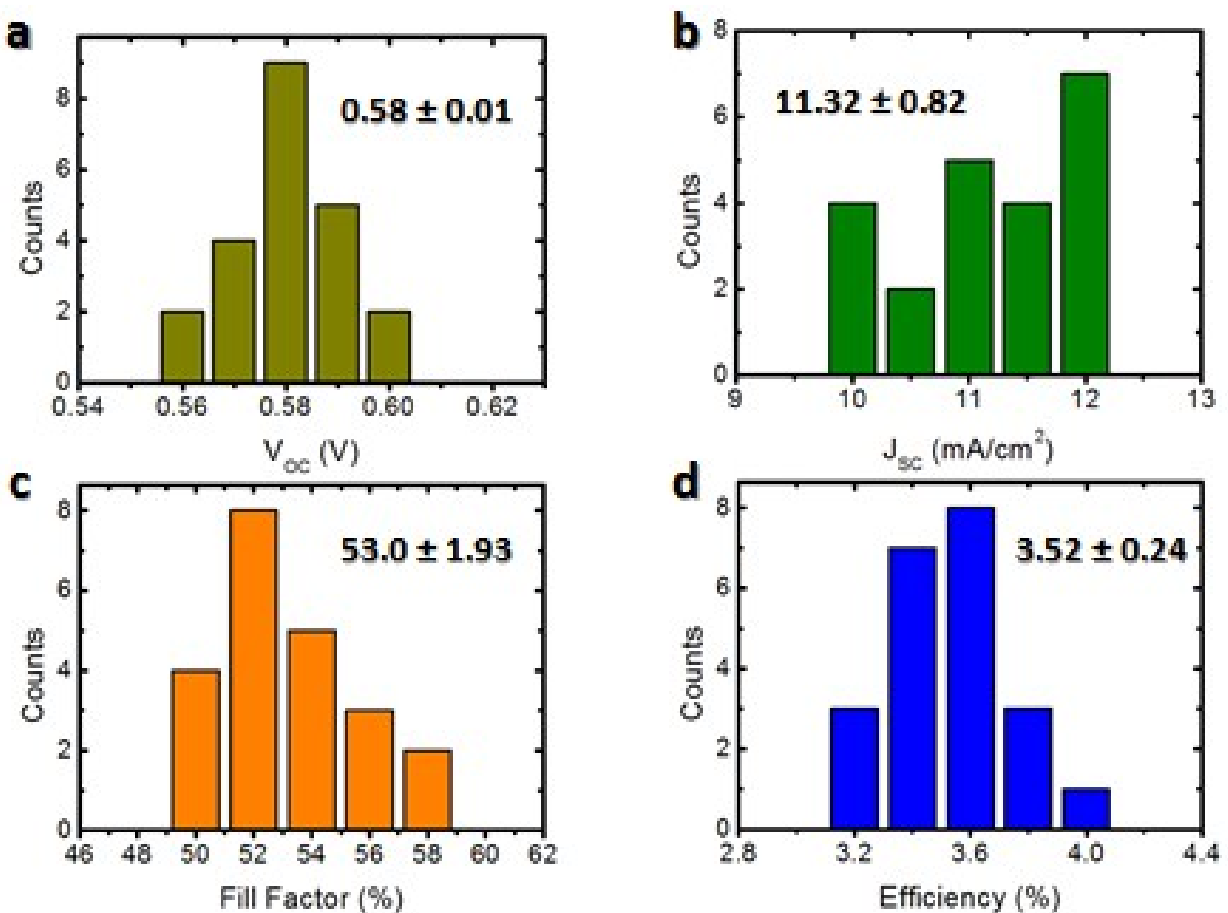 a
0.58 ± 0.01
Counts
8
6
4
2
0
0.54 0.56 0.58 0.60 0.62
V_OC (V)
b
11.32 ± 0.82
Counts
8
6
4
2
0
9 10 11 12 13
J_SC (mA/cm²)
c
53.0 ± 1.93
Counts
8
6
4
2
0
46 48 50 52 54 56 58 60 62
Fill Factor (%)
d
3.52 ± 0.24
Counts
8
6
4
2
0
2.8 3.2 3.6 4.0 4.4
Efficiency (%)